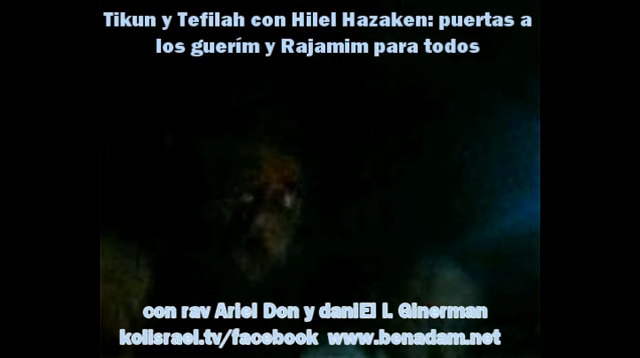 Tikun y Tefilah con Hilel Hazaken: puertas a
los guerím y Rajamim para todos
con rav Ariel Don y daniEl I. Ginerman
kolisrael.tv/facebook www.benadam.net